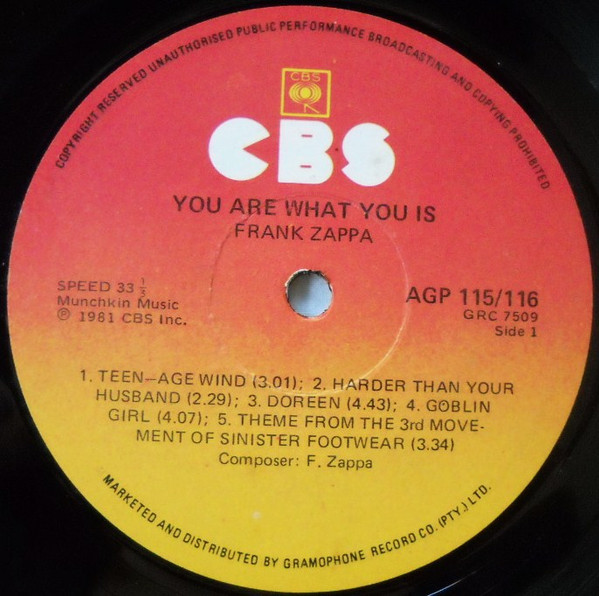 COPYRIGHT RESERVED UNAUTHORISED PUBLIC PERFORMANCE BROADCASTING AND COPYING PROHIBITED
CBS
CBS
YOU ARE WHAT YOU IS
FRANK ZAPPA
SPEED 33 1/3
Munchkin Music
℗ 1981 CBS Inc.
AGP 115/116
GRC 7509
Side 1
1. TEEN—AGE WIND (3.01); 2. HARDER THAN YOUR
HUSBAND (2.29); 3. DOREEN (4.43); 4. GOBLIN
GIRL (4.07); 5. THEME FROM THE 3rd MOVE-
MENT OF SINISTER FOOTWEAR (3.34)
Composer: F. Zappa
MARKETED AND DISTRIBUTED BY GRAMOPHONE RECORD CO. (PTY.) LTD.